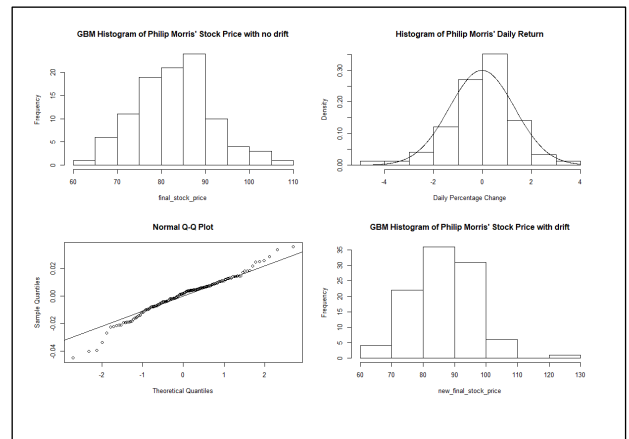 GBM Histogram of Philip Morris' Stock Price with no drift
Frequency
0 5 10 15 20
60 70 80 90 100 110
final_stock_price
Histogram of Philip Morris' Daily Return
Density
0.00 0.10 0.20 0.30
-4 -2 0 2 4
Daily Percentage Change
Normal Q-Q Plot
Sample Quantiles
-0.04 -0.02 0.00 0.02
-2 -1 0 1 2
Theoretical Quantiles
GBM Histogram of Philip Morris' Stock Price with drift
Frequency
0 5 15 25 35
60 70 80 90 100 110 120 130
new_final_stock_price